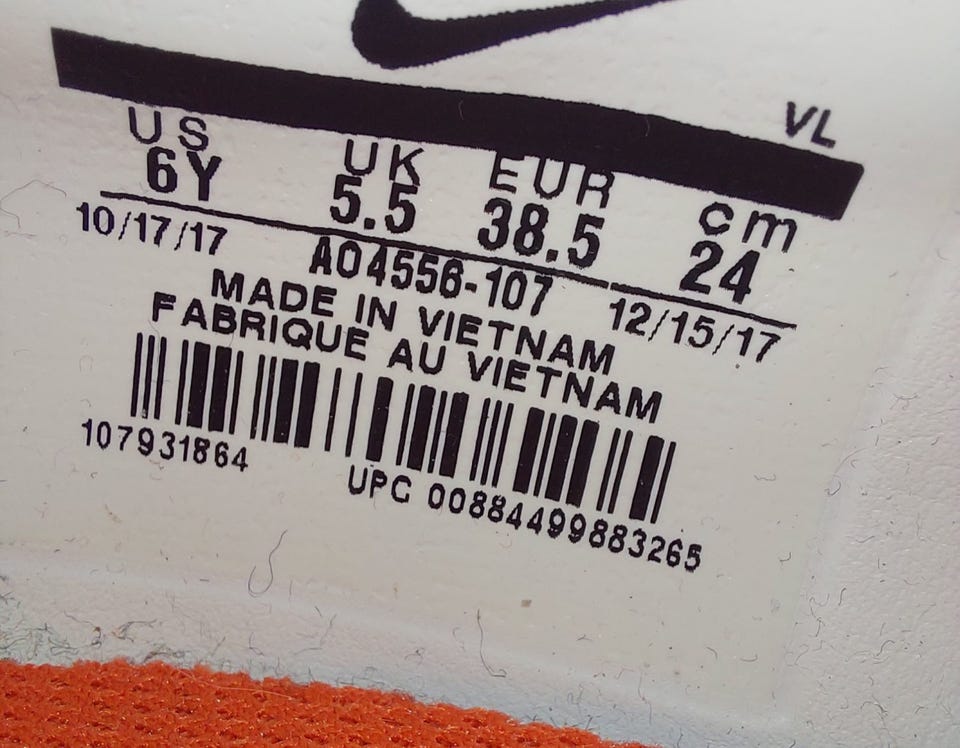 VL
US UK EUR cm
6Y 5.5 38.5 24
10/17/17 AO4556-107 12/15/17
MADE IN VIETNAM
FABRIQUE AU VIETNAM
107931864 UPC 00884499883265